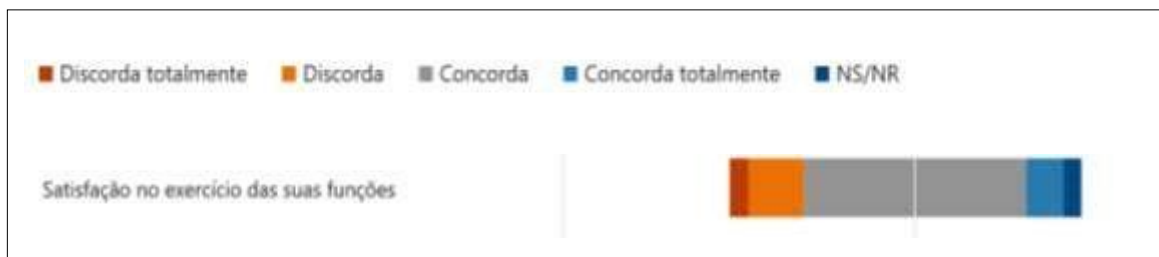 Discorda totalmente Discorda Concorda Concorda totalmente NS/NR
Satisfação no exercício das suas funções